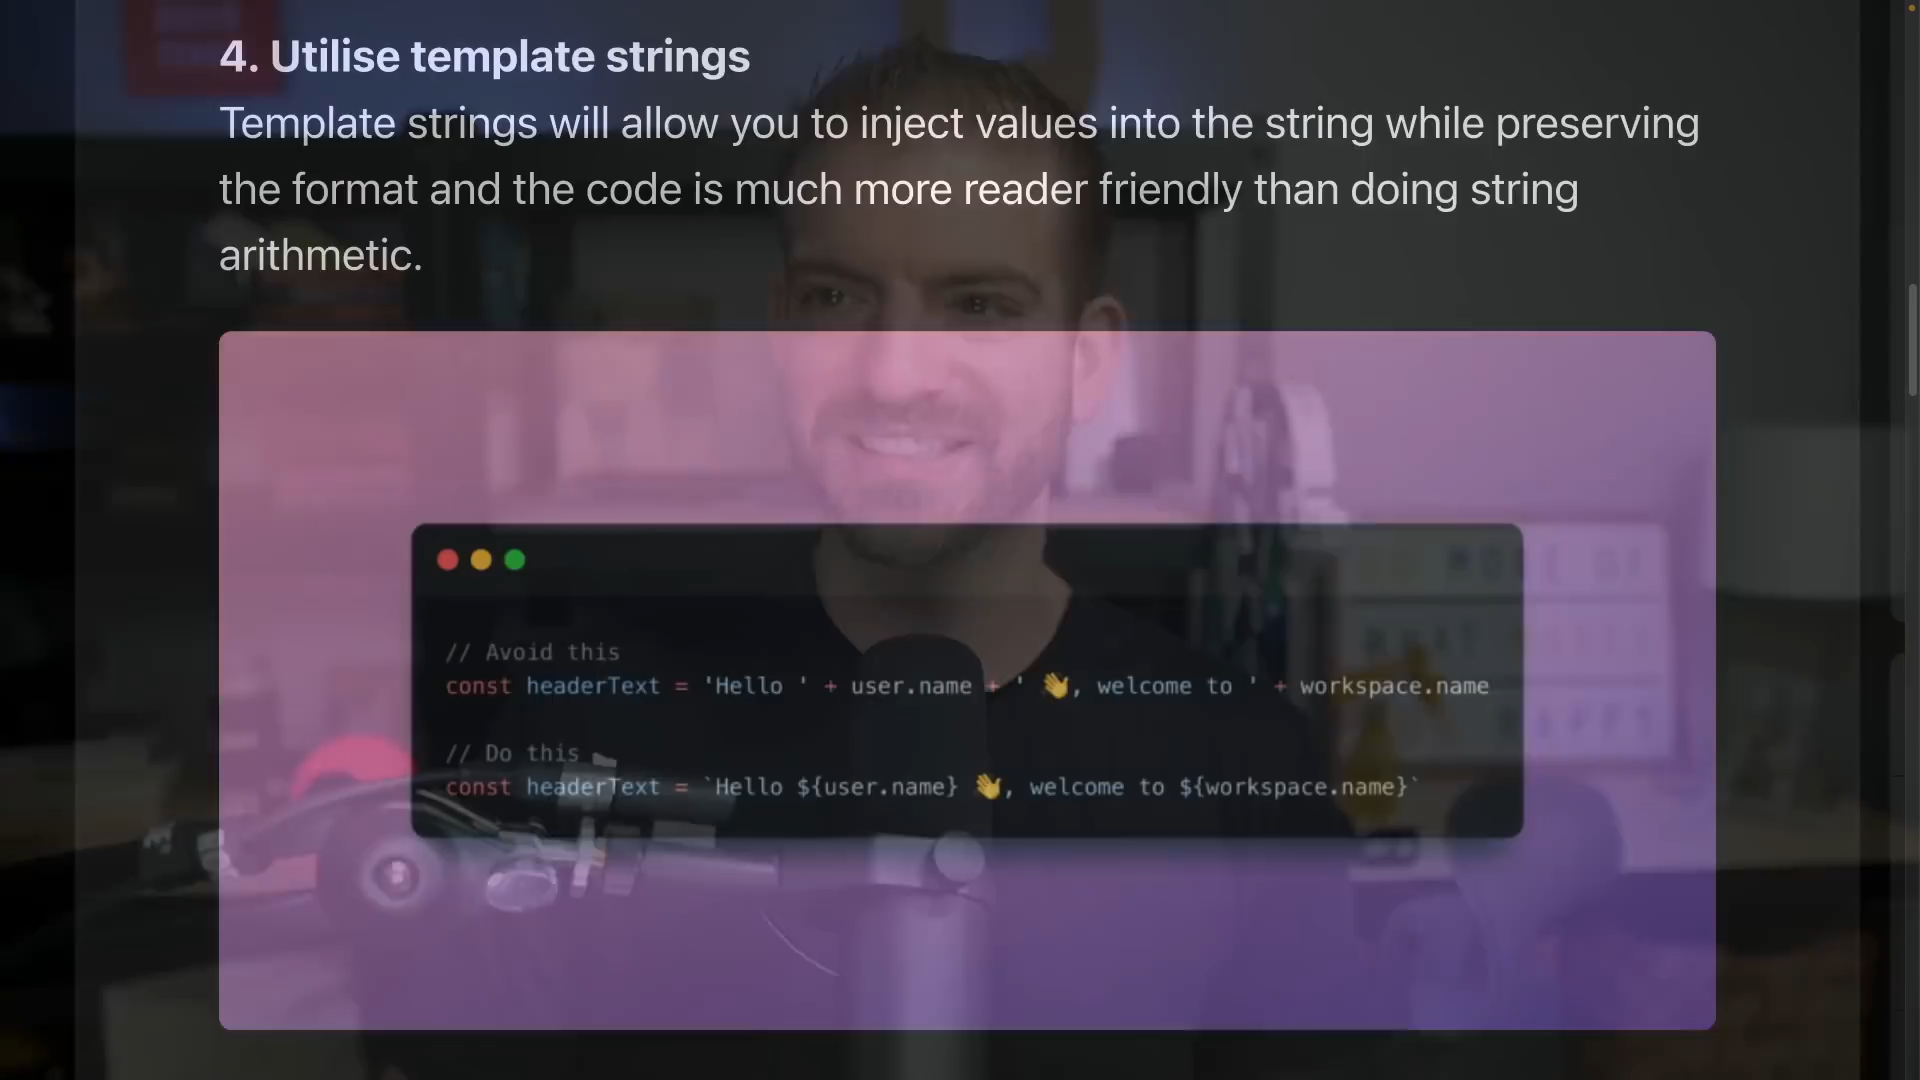 4. Utilise template strings
Template strings will allow you to inject values into the string while preserving
the format and the code is much more reader friendly than doing string
arithmetic.
// Avoid this
const headerText = 'Hello ' + user.name + ' 👋, welcome to ' + workspace.name
// Do this
const headerText = `Hello ${user.name} 👋, welcome to ${workspace.name}`